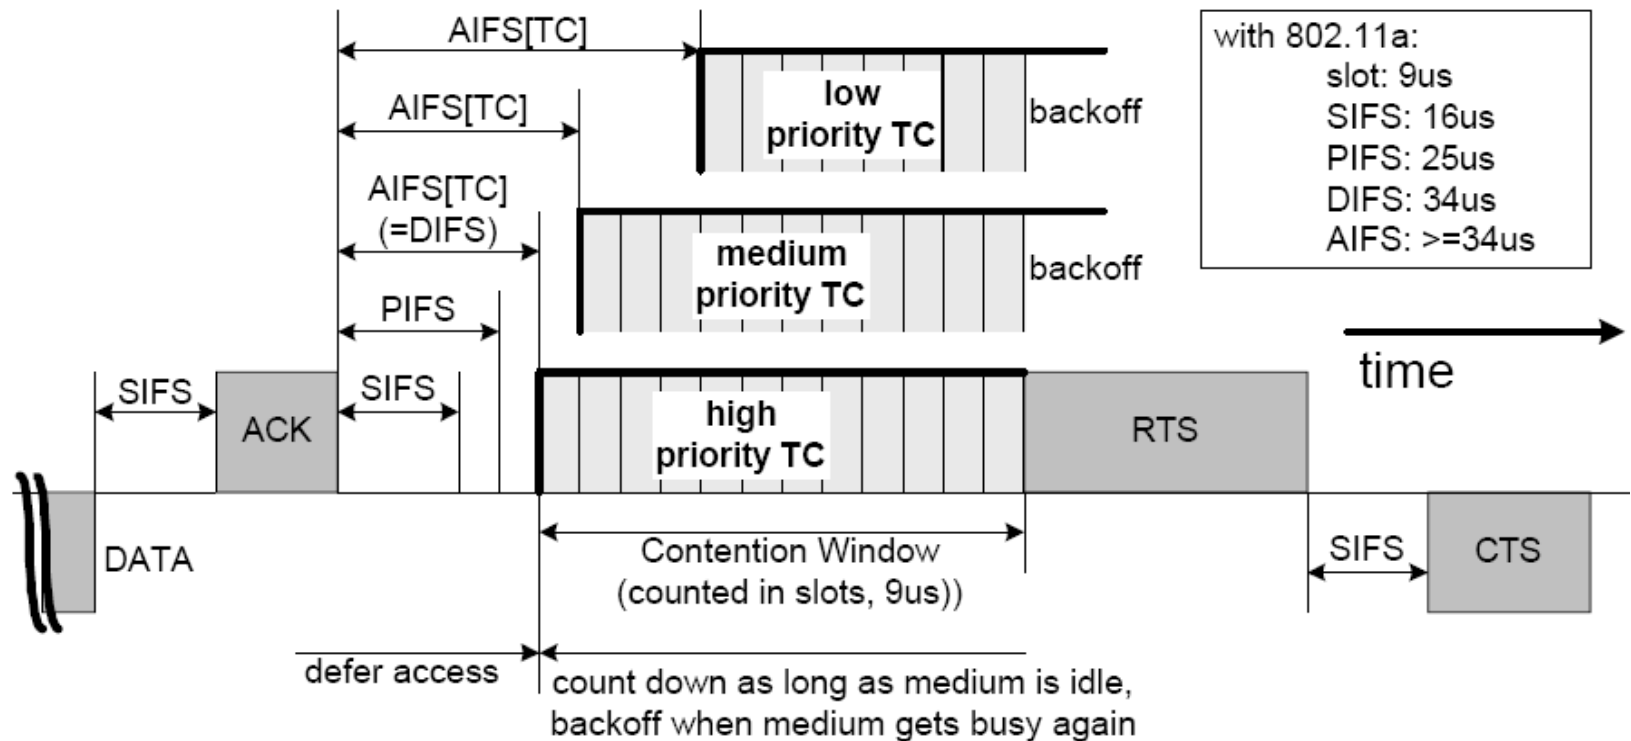 AIFS[TC]
AIFS[TC]
AIFS[TC]
(=DIFS)
PIFS
SIFS
ACK
SIFS
DATA
low
priority TC
backoff
medium
priority TC
backoff
high
priority TC
with 802.11a:
slot: 9us
SIFS: 16us
PIFS: 25us
DIFS: 34us
AIFS: >=34us
time
RTS
SIFS
CTS
Contention Window
(counted in slots, 9us))
defer access
count down as long as medium is idle,
backoff when medium gets busy again